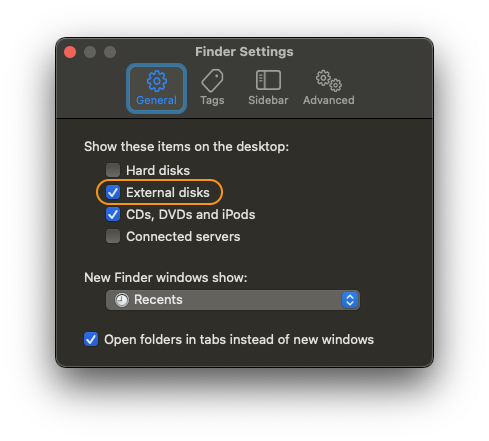 Finder Settings
General Tags Sidebar Advanced
Show these items on the desktop:
Hard disks
External disks
CDs, DVDs and iPods
Connected servers
New Finder windows show:
Recents
Open folders in tabs instead of new windows